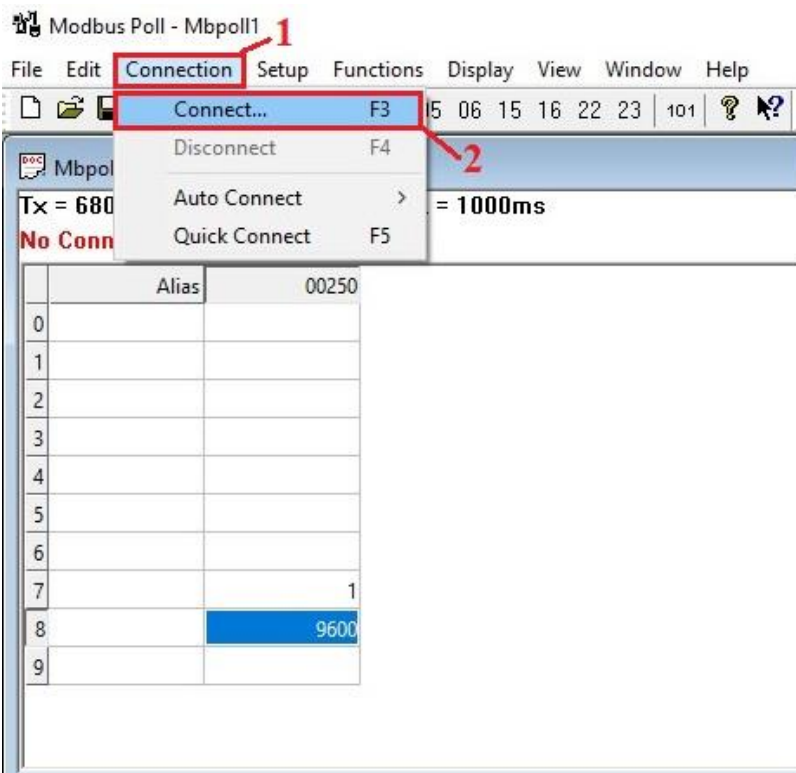 Modbus Poll - Mbpoll1
1
File Edit Connection Setup Functions Display View Window Help
Connect... F3
05 06 15 16 22 23 101
2
Disconnect F4
Auto Connect >
Quick Connect F5
Tx = 680
= 1000ms
No Conn
Alias 00250
0
1
2
3
4
5
6
7 1
8 9600
9